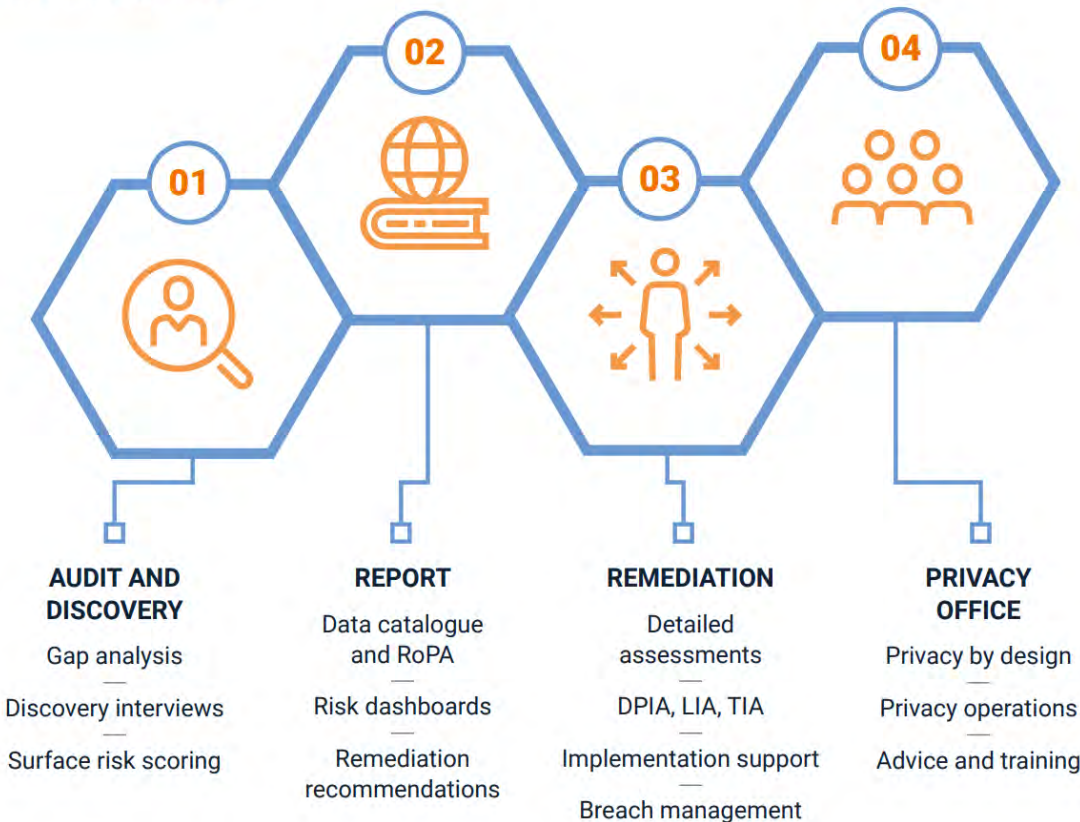 01
02
03
04
AUDIT AND
DISCOVERY
Gap analysis
Discovery interviews
Surface risk scoring
REPORT
Data catalogue
and RoPA
Risk dashboards
Remediation
recommendations
REMEDIATION
Detailed
assessments
DPIA, LIA, TIA
Implementation support
Breach management
PRIVACY
OFFICE
Privacy by design
Privacy operations
Advice and training